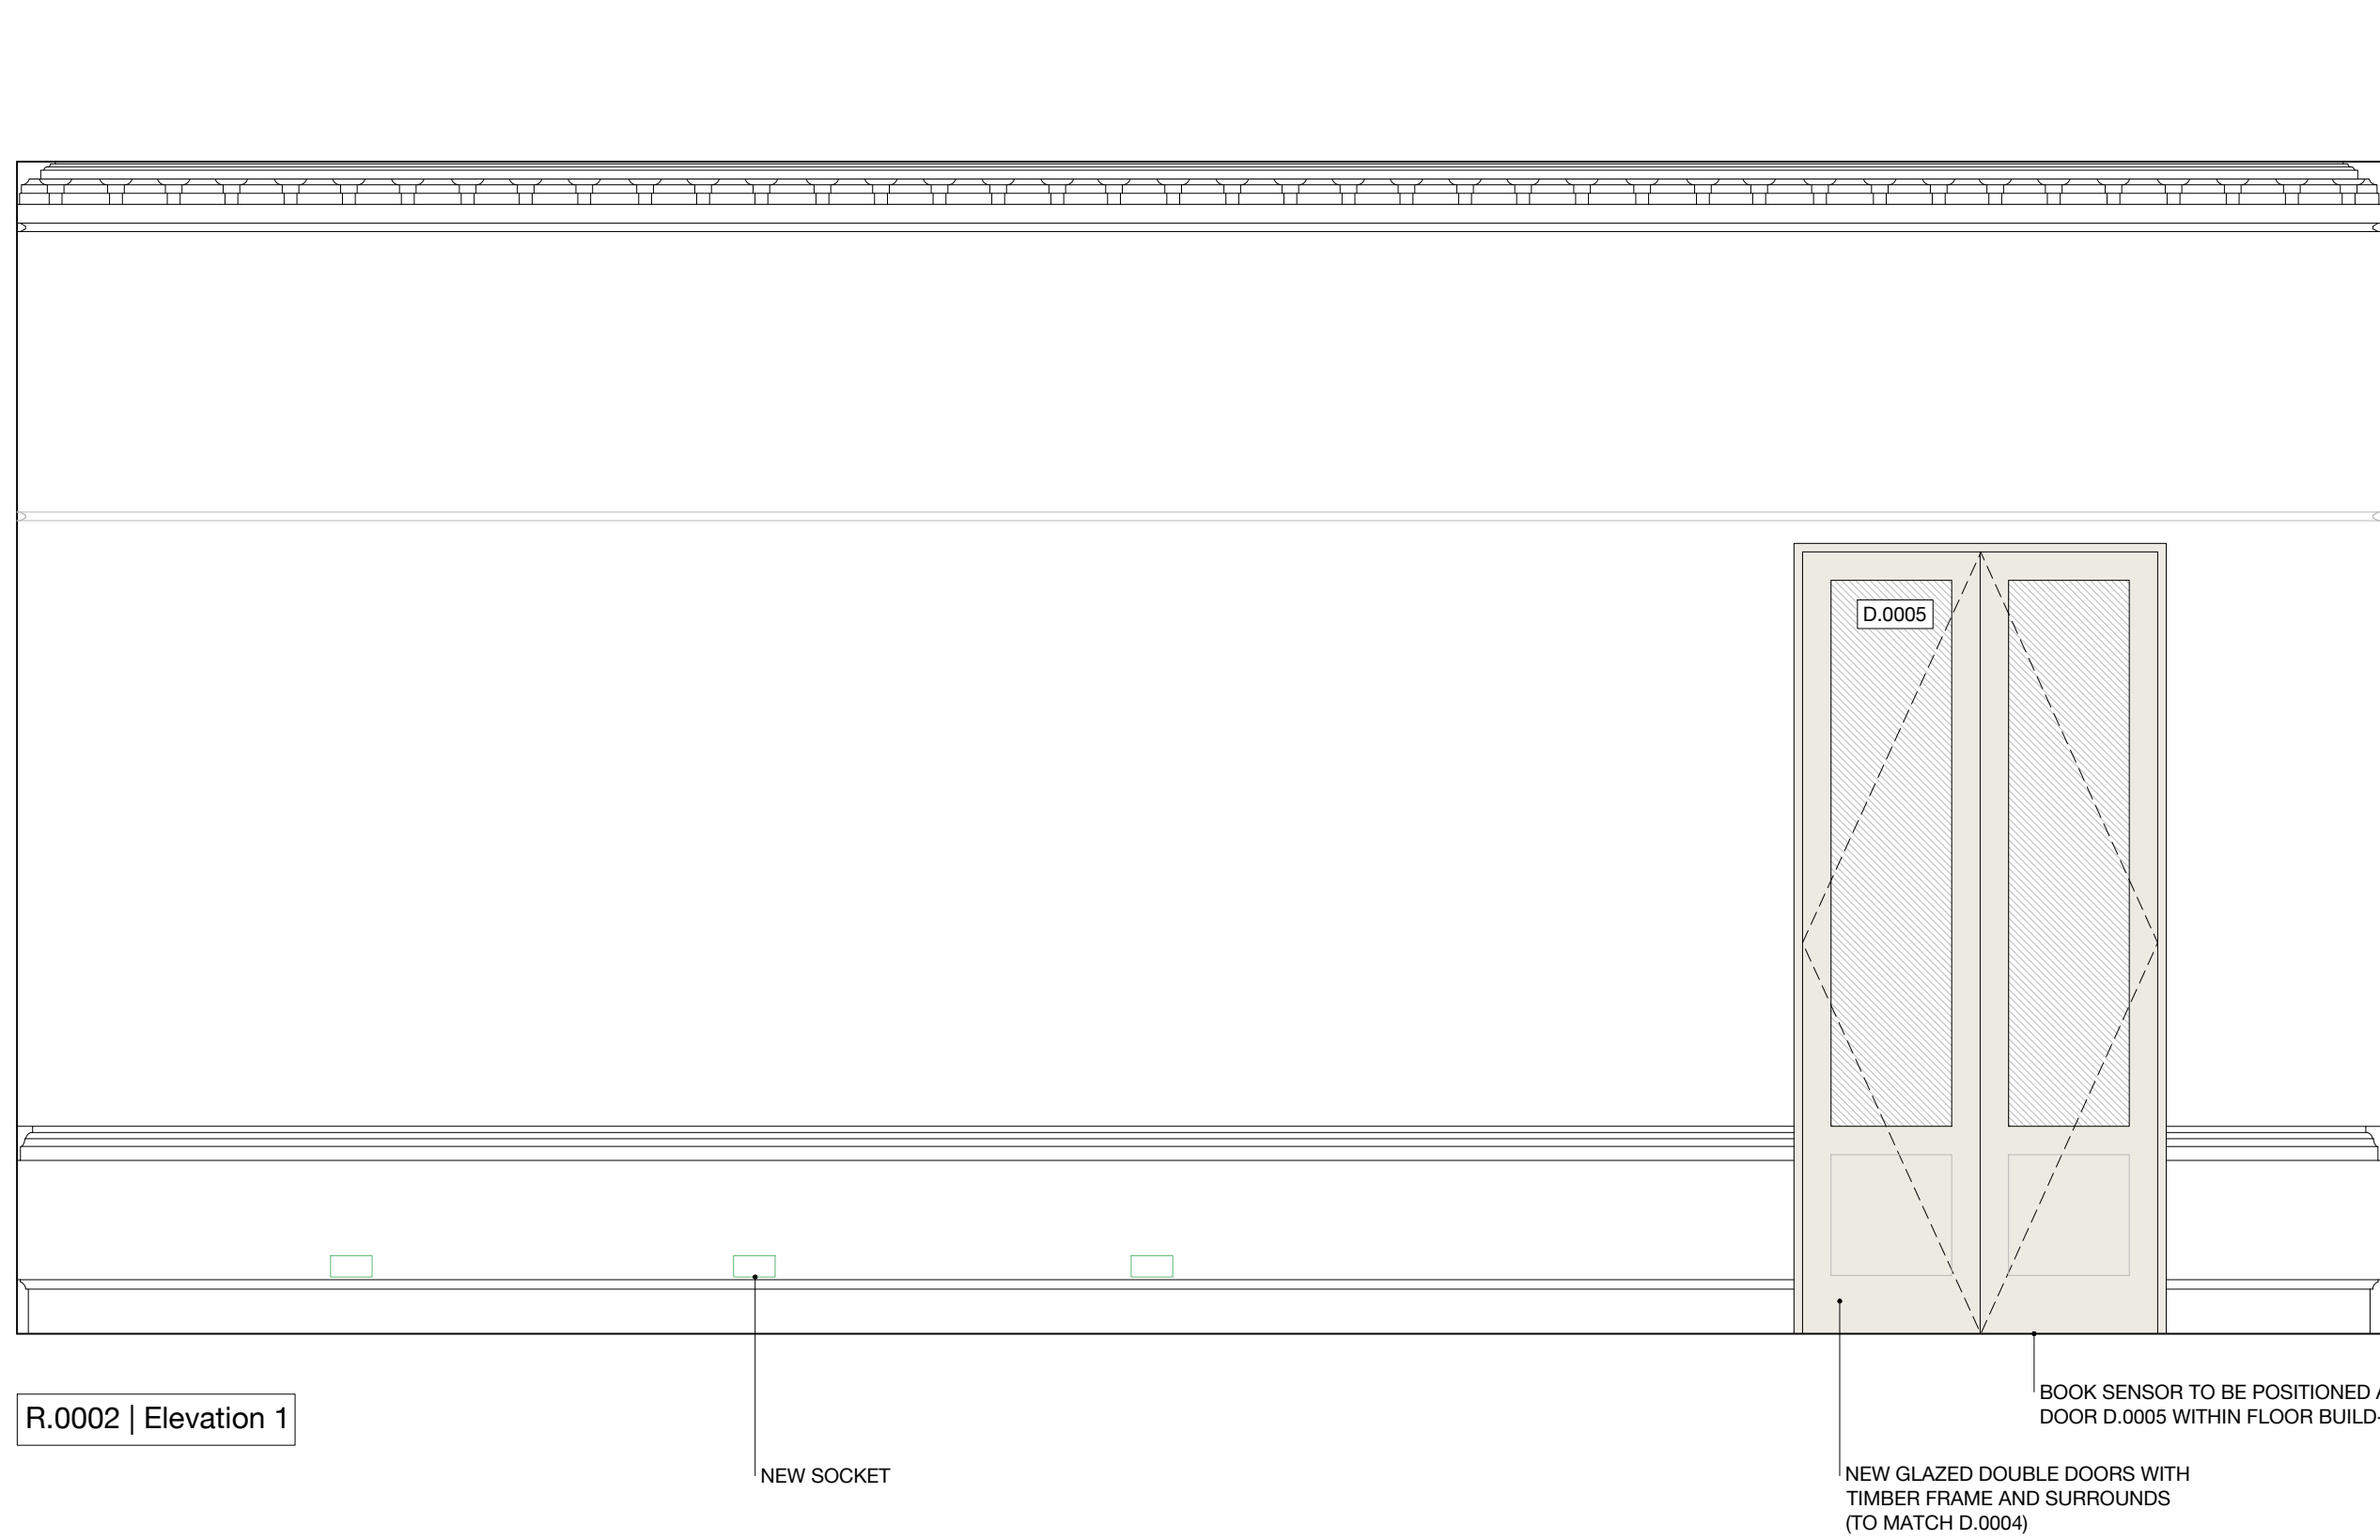 D.0005
R.0002 | Elevation 1
BOOK SENSOR TO BE POSITIONED
DOOR D.0005 WITHIN FLOOR BUILD-
NEW SOCKET
NEW GLAZED DOUBLE DOORS WITH
TIMBER FRAME AND SURROUNDS
(TO MATCH D.0004)